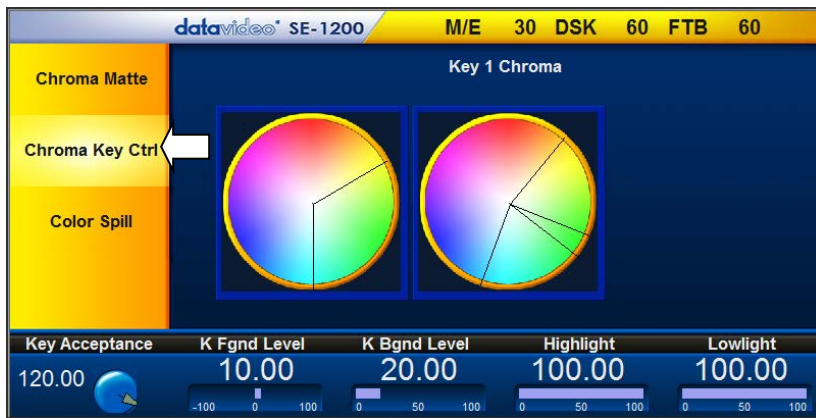 datavideo SE-1200 M/E 30 DSK 60 FTB 60
Chroma Matte
Chroma Key Ctrl
Color Spill
Key 1 Chroma
Key Acceptance K Fgnd Level K Bgnd Level Highlight Lowlight
120.00 10.00 20.00 100.00 100.00
-100 0 100 0 50 100 0 50 100 0 50 100